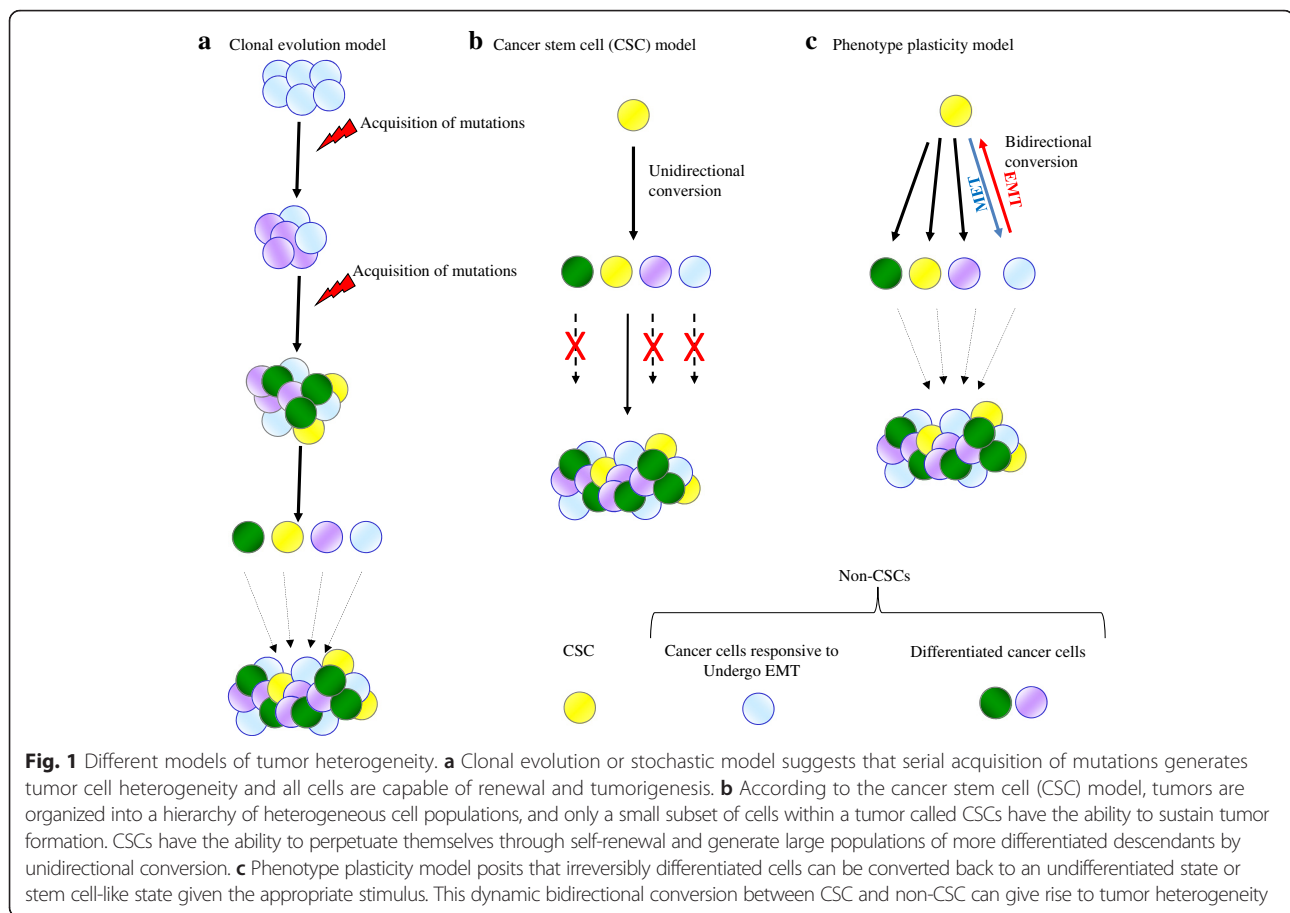 a Clonal evolution model
b Cancer stem cell (CSC) model
c Phenotype plasticity model
Acquisition of mutations
Acquisition of mutations
Unidirectional
conversion
X
X
X
Bidirectional
conversion
MET
EMT
Non-CSCs
CSC
Cancer cells responsive to
Undergo EMT
Differentiated cancer cells
Fig. 1 Different models of tumor heterogeneity. a Clonal evolution or stochastic model suggests that serial acquisition of mutations generates
tumor cell heterogeneity and all cells are capable of renewal and tumorigenesis. b According to the cancer stem cell (CSC) model, tumors are
organized into a hierarchy of heterogeneous cell populations, and only a small subset of cells within a tumor called CSCs have the ability to sustain tumor
formation. CSCs have the ability to perpetuate themselves through self-renewal and generate large populations of more differentiated descendants by
unidirectional conversion. c Phenotype plasticity model posits that irreversibly differentiated cells can be converted back to an undifferentiated state or
stem cell-like state given the appropriate stimulus. This dynamic bidirectional conversion between CSC and non-CSC can give rise to tumor heterogeneity